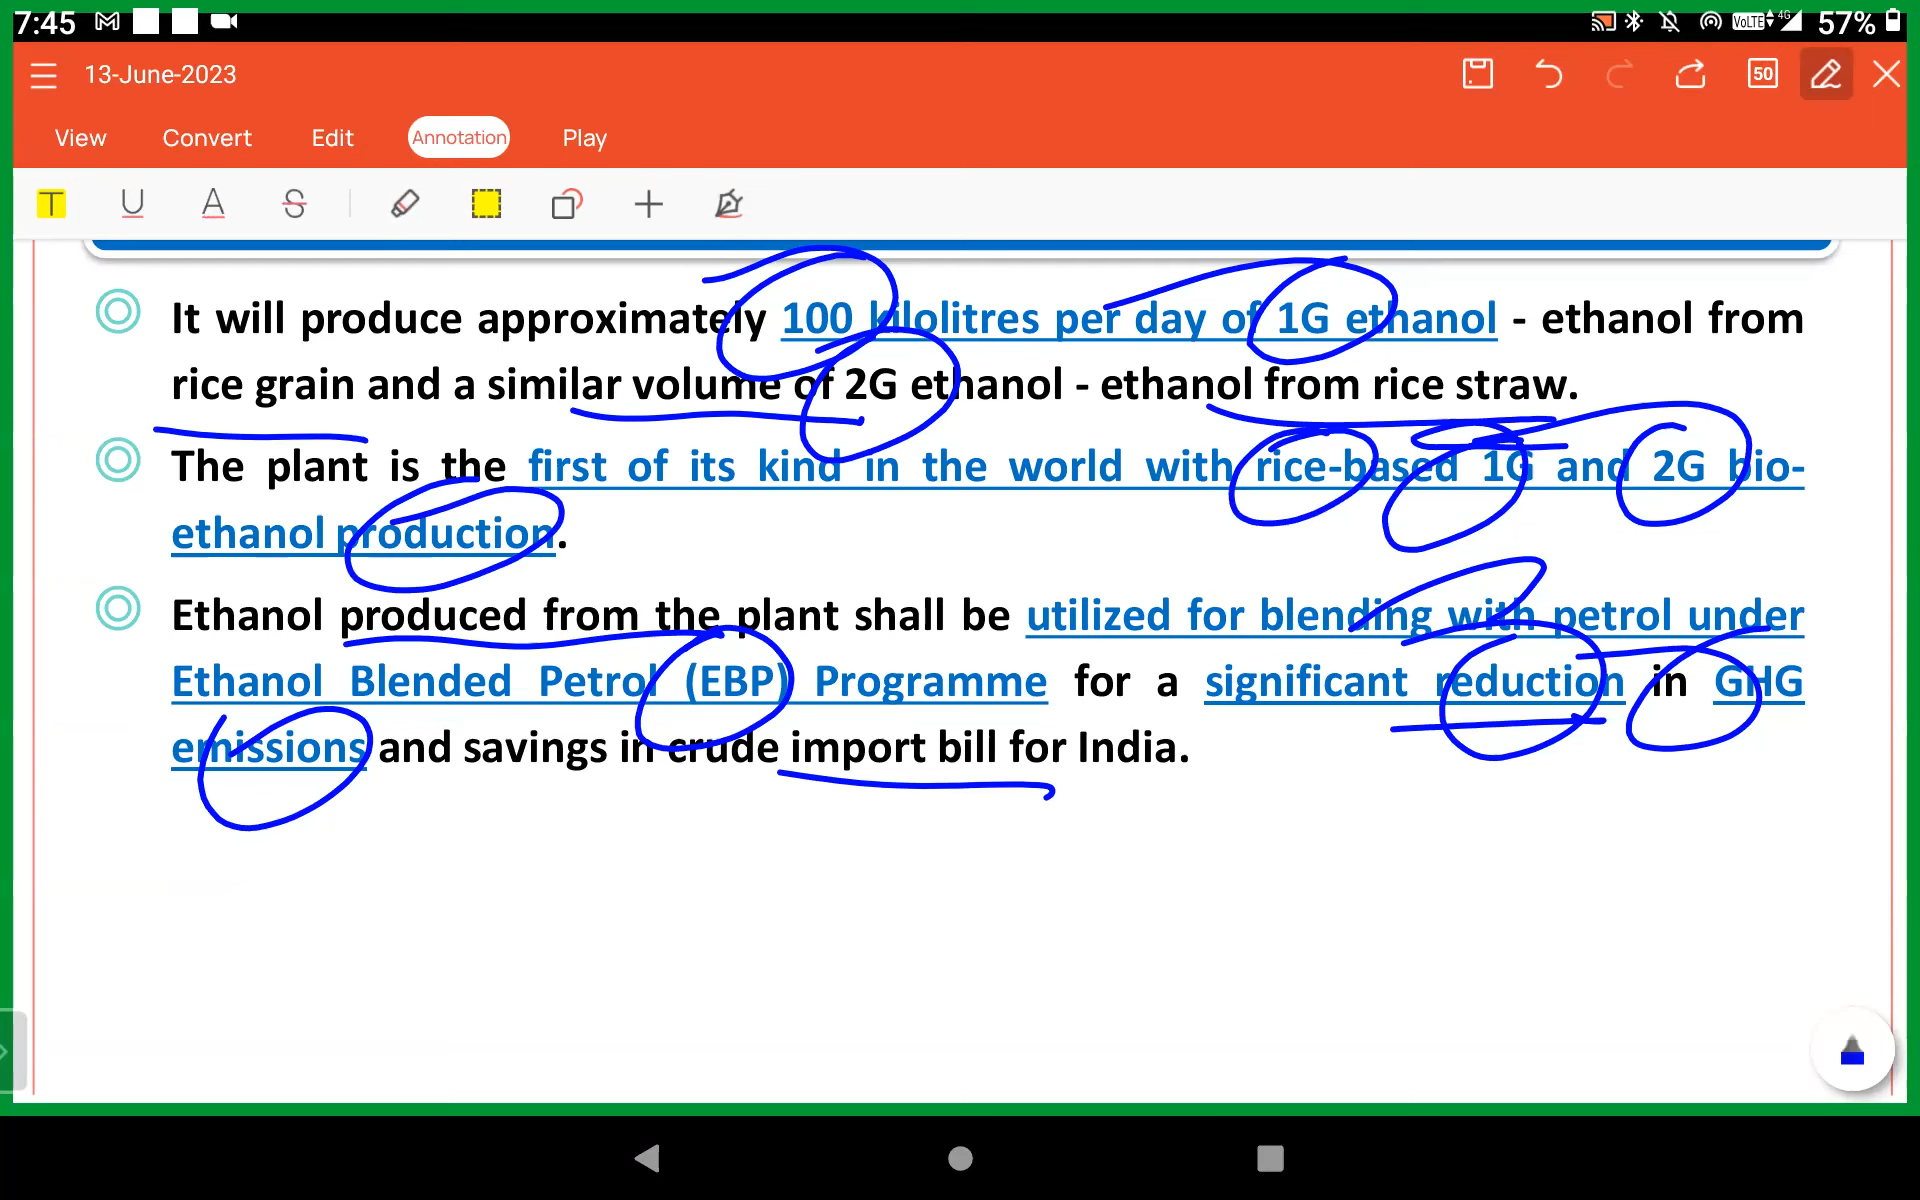 7:45
VoLTE 4G 57%
13-June-2023
50
View Convert Edit Annotation Play
T U A S
It will produce approximately 100 kilolitres per day of 1G ethanol - ethanol from
rice grain and a similar volume of 2G ethanol - ethanol from rice straw.
The plant is the first of its kind in the world with rice-based 1G and 2G bio-
ethanol production.
Ethanol produced from the plant shall be utilized for blending with petrol under
Ethanol Blended Petrol (EBP) Programme for a significant reduction in GHG
emissions and savings in crude import bill for India.